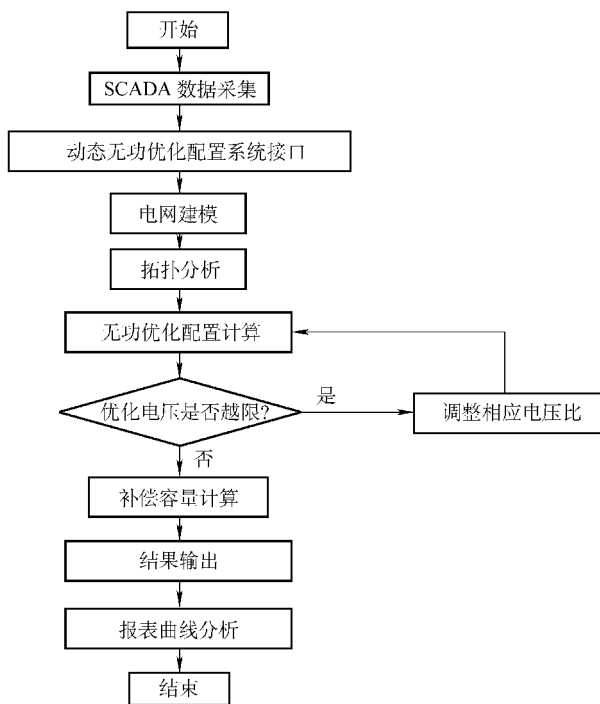 开始
SCADA 数据采集
动态无功优化配置系统接口
电网建模
拓扑分析
无功优化配置计算
优化电压是否越限?
是
调整相应电压比
否
补偿容量计算
结果输出
报表曲线分析
结束